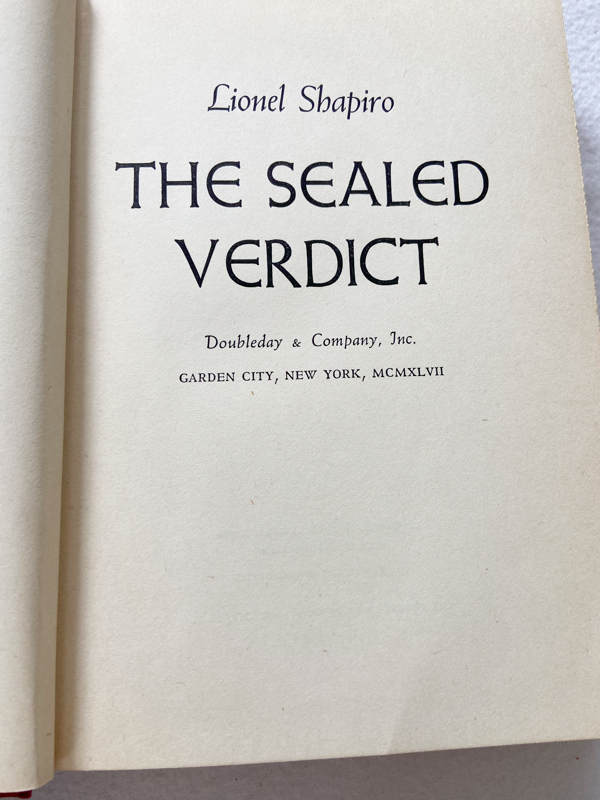 Lionel Shapiro
THE SEALED
VERDICT
Doubleday & Company, Inc.
GARDEN CITY, NEW YORK, MCMXLVII